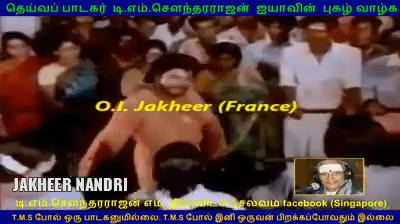 தெய்வப் பாடகர் டி.எம்.சௌந்தரராஜன் ஐயாவின் புகழ் வாழ்க
O.I. Jakheer (France)
JAKHEER NANDRI
டி.எம்.சௌந்தரராஜன் எம். facebook (Singapore)
T.M.S போல் ஒரு பாடகனுமில்லை. T.M.S போல் இனி ஒருவன் பிறக்கப்போவதும் இல்லை